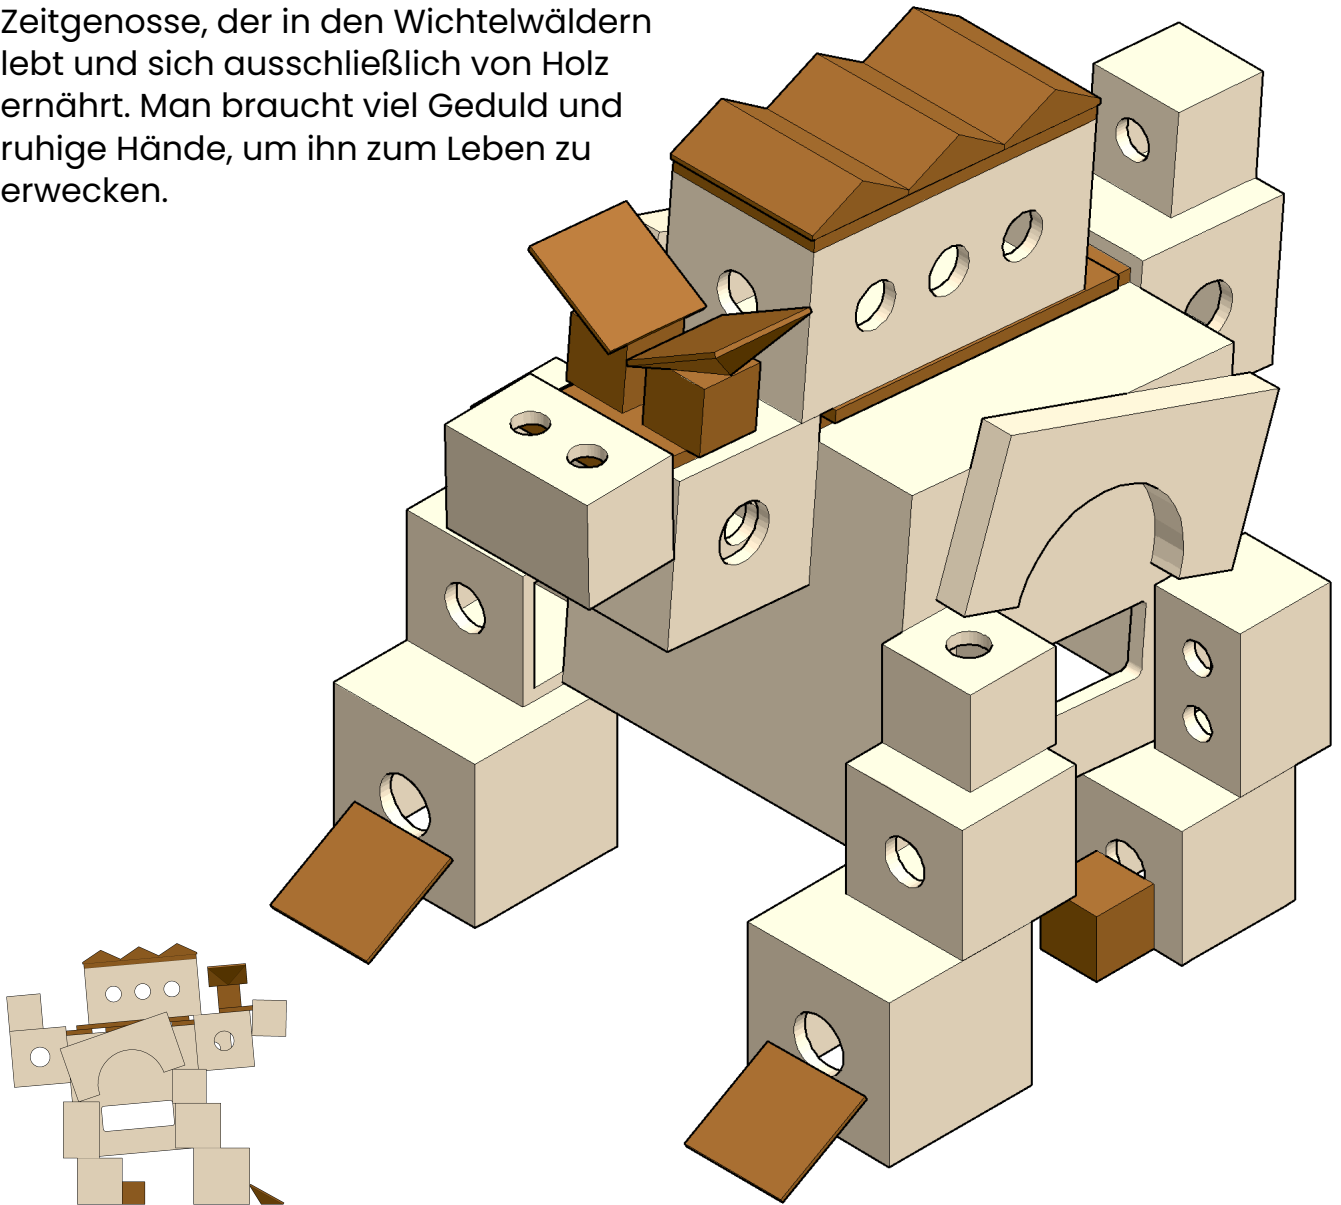 Zeitgenosse, der in den Wichtelwäldern
lebt und sich ausschließlich von Holz
ernährt. Man braucht viel Geduld und
ruhige Hände, um ihn zum Leben zu
erwecken.